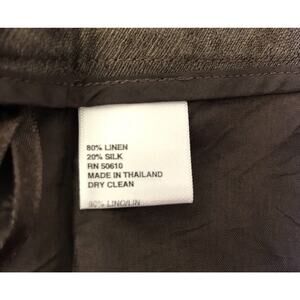 80% LINEN
20% SILK
RN 50610
MADE IN THAILAND
DRY CLEAN
80% LINO/LIN